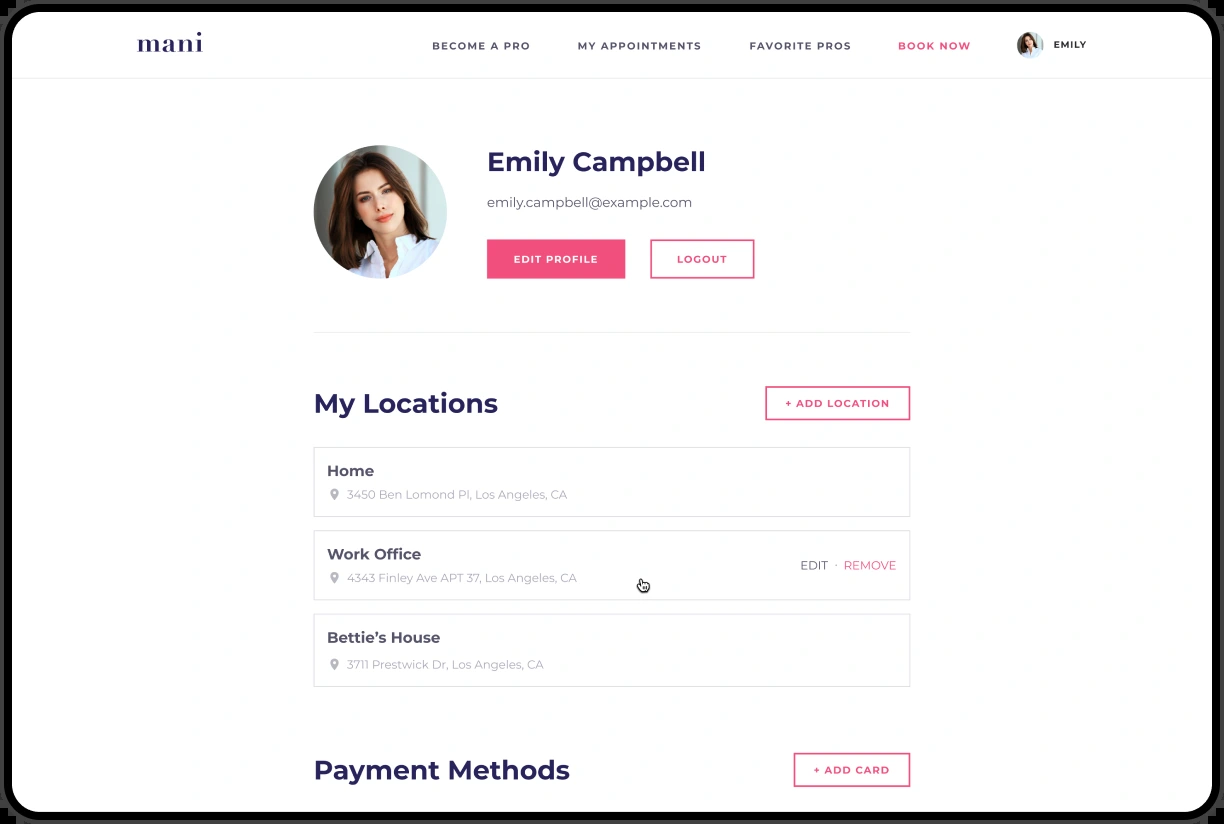 mani
BECOME A PRO
MY APPOINTMENTS
FAVORITE PROS
BOOK NOW
EMILY
Emily Campbell
emily.campbell@example.com
EDIT PROFILE
LOGOUT
My Locations
+ ADD LOCATION
Home
3450 Ben Lomond Pl, Los Angeles, CA
Work Office
4343 Finley Ave APT 37, Los Angeles, CA
EDIT · REMOVE
Bettie’s House
3711 Prestwick Dr, Los Angeles, CA
Payment Methods
+ ADD CARD